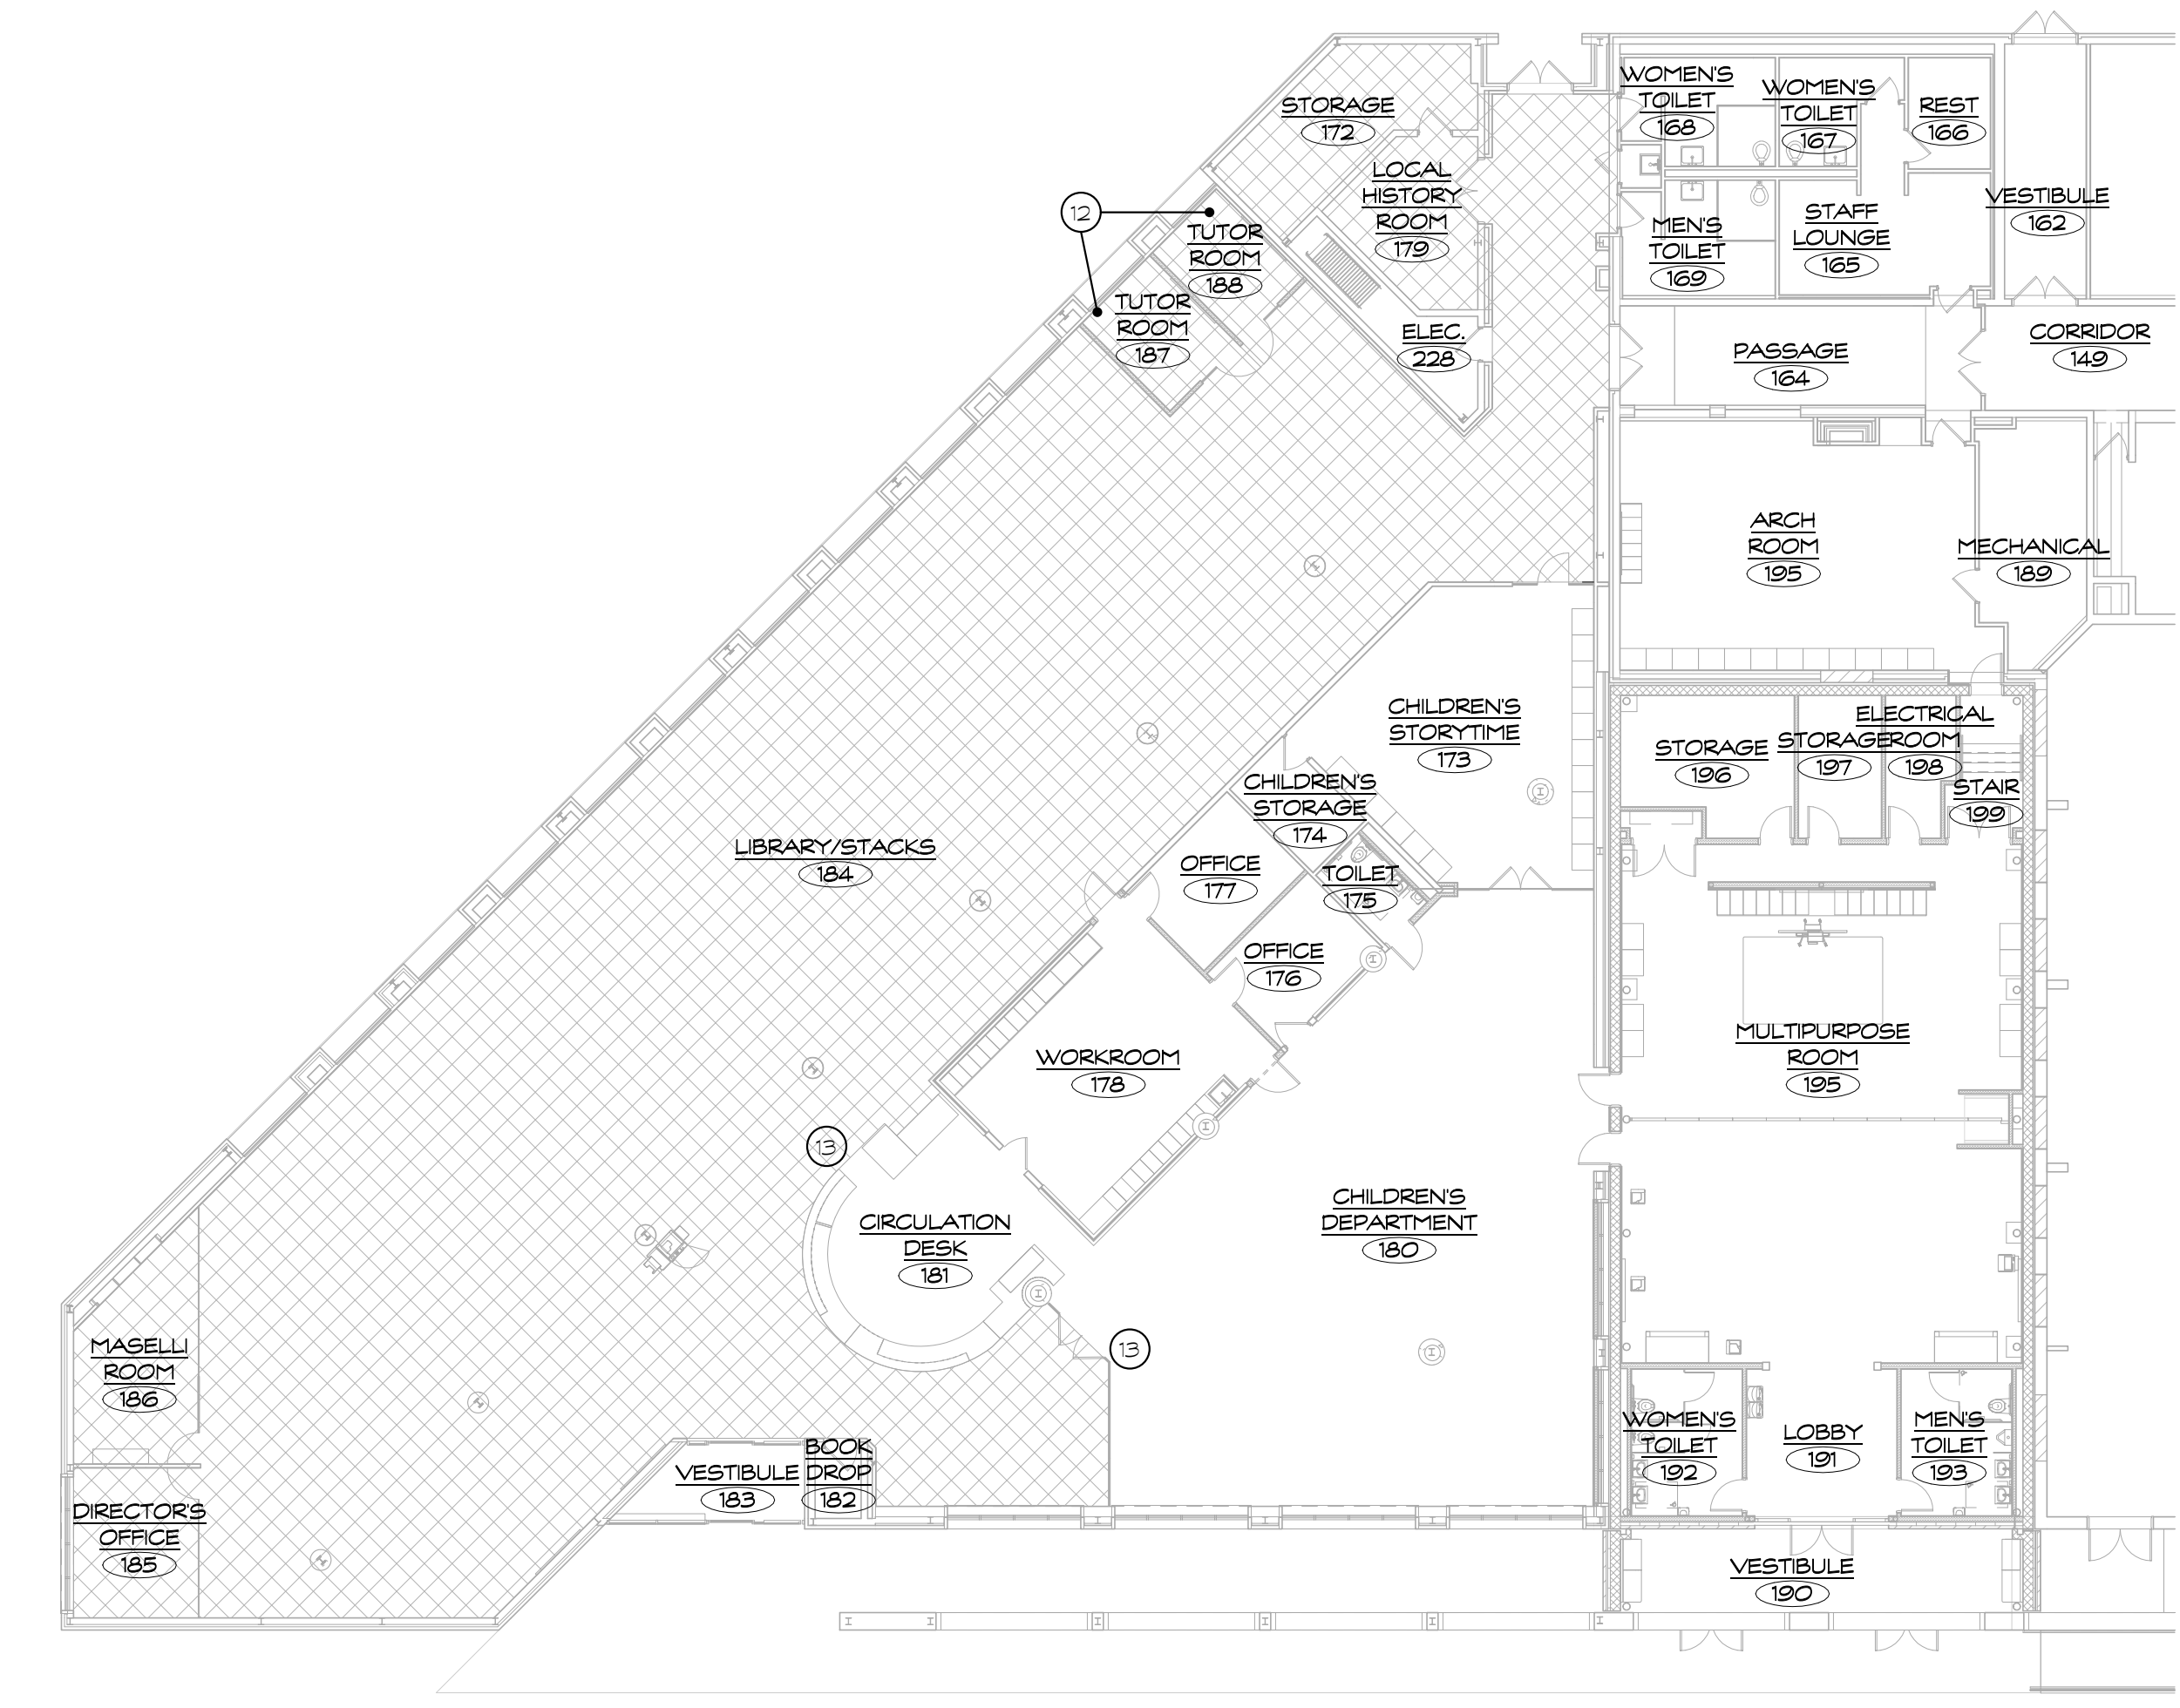 WOMEN'S
TOILET
168
WOMEN'S
TOILET
167
REST
166
STORAGE
172
LOCAL
HISTORY
ROOM
179
VESTIBULE
162
12
TUTOR
ROOM
188
MEN'S
TOILET
169
STAFF
LOUNGE
165
TUTOR
ROOM
187
ELEC.
228
PASSAGE
164
CORRIDOR
149
ARCH
ROOM
195
MECHANICAL
189
CHILDREN'S
STORYTIME
173
STORAGE
196
STORAGE
197
ELECTRICAL
ROOM
198
STAIR
199
CHILDREN'S
STORAGE
174
LIBRARY/STACKS
184
OFFICE
177
TOILET
175
OFFICE
176
WORKROOM
178
MULTIPURPOSE
ROOM
195
13
CIRCULATION
DESK
181
CHILDREN'S
DEPARTMENT
180
13
MASELLI
ROOM
186
WOMEN'S
TOILET
192
LOBBY
191
MEN'S
TOILET
193
VESTIBULE
183
BOOK
DROP
182
DIRECTOR'S
OFFICE
185
VESTIBULE
190